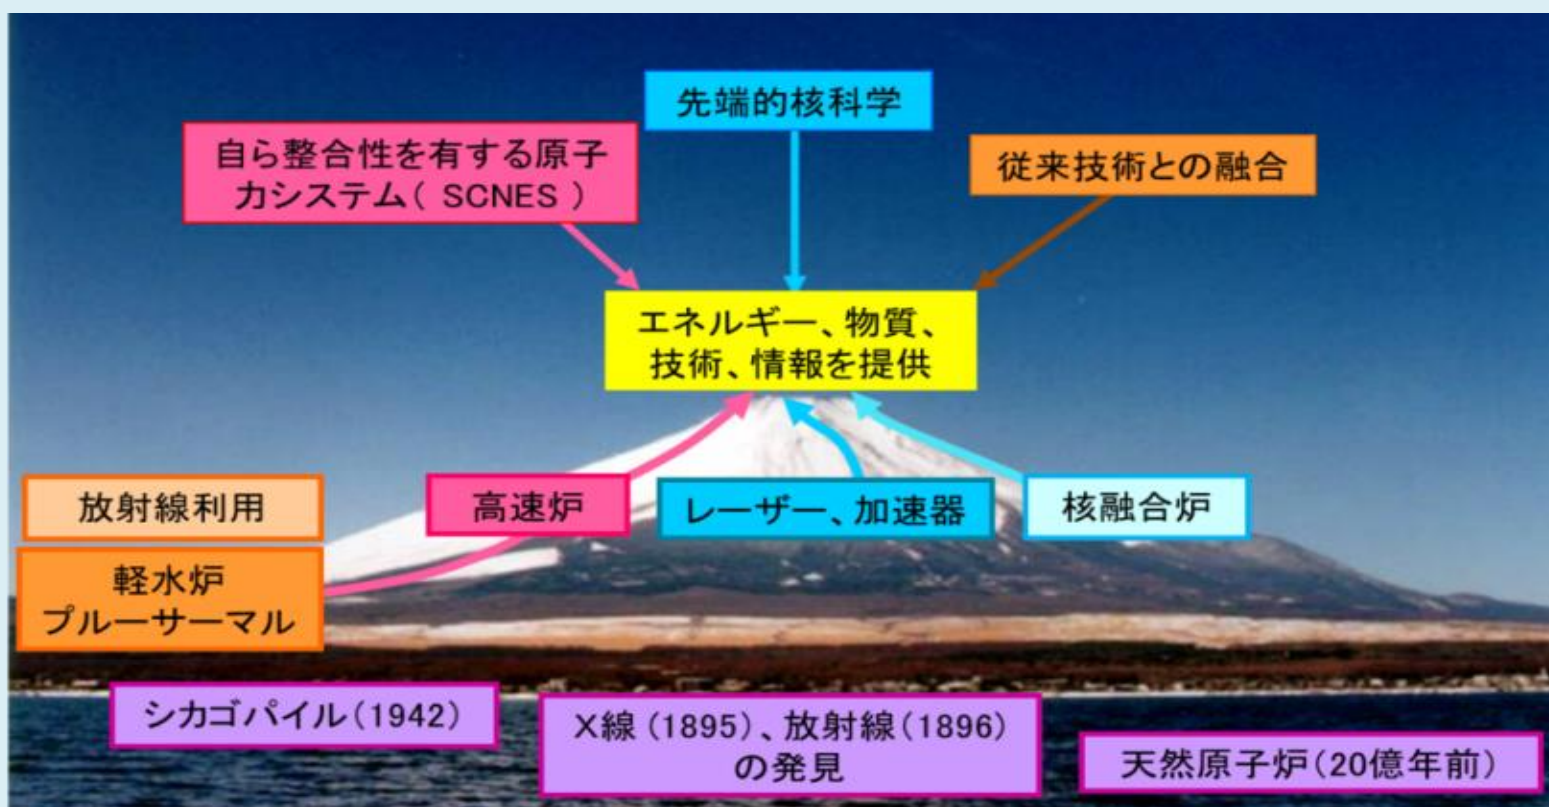 先端的核科学
自ら整合性を有する原子
力システム( SCNES )
従来技術との融合
エネルギー、物質、
技術、情報を提供
放射線利用
高速炉
レーザー、加速器
核融合炉
軽水炉
プルーサーマル
シカゴパイル(1942)
X線(1895)、放射線(1896)
の発見
天然原子炉(20億年前)